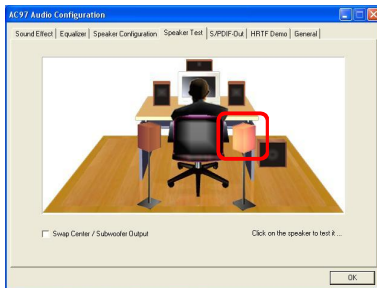 AC97 Audio Configuration
Sound Effect | Equalizer | Speaker Configuration | Speaker Test | S/PDIF-Out | HRTF Demo | General
Swap Center / Subwoofer Output
Click on the speaker to test it ...
OK